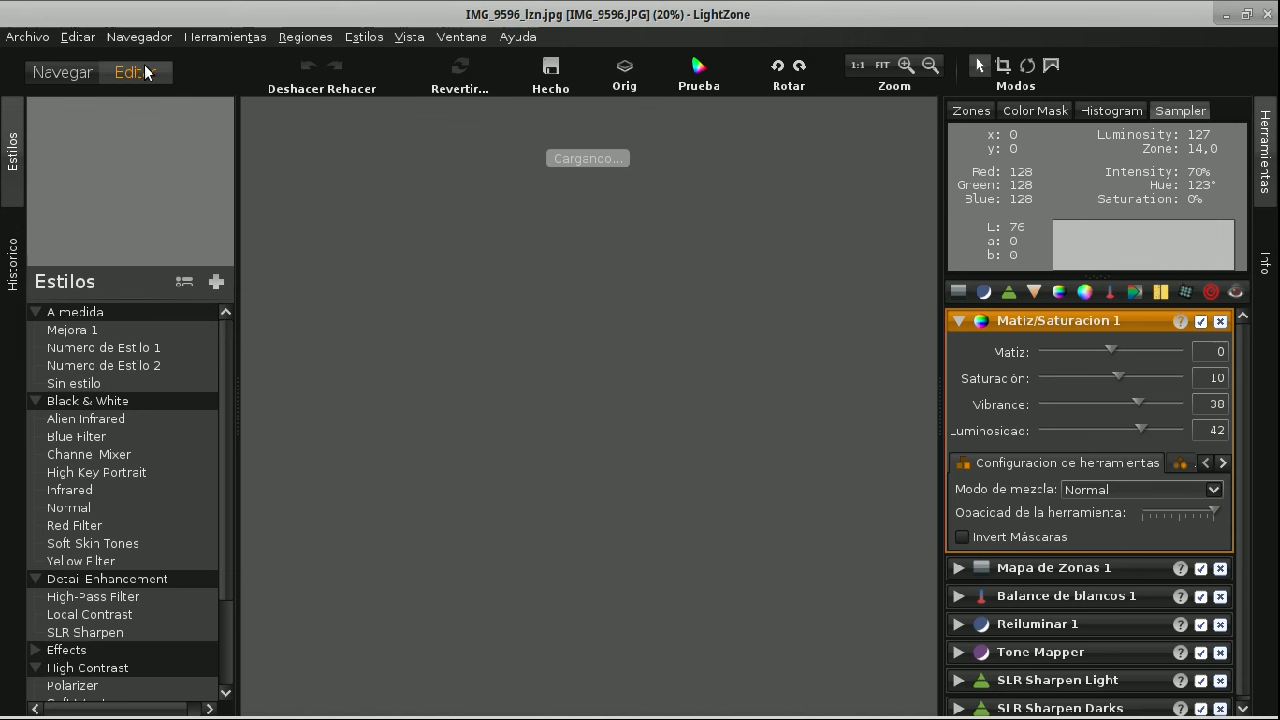 IMG_9596_lzn.jpg [IMG_9596.JPG] (20%) - LightZone
Archivo Editar Navegador Herramientas Regiones Estilos Vista Ventana Ayuda
Navegar Editar
Deshacer Rehacer Revertir... Hecho Orig Prueba Rotar 1:1 FIT Zoom Modos
Estilos
Historico
Estilos
A medida
Mejora 1
Numero de Estilo 1
Numero de Estilo 2
Sin estilo
Black & White
Alien Infrared
Blue Filter
Channel Mixer
High Key Portrait
Infrared
Normal
Red Filter
Soft Skin Tones
Yellow Filter
Detail Enhancement
High-Pass Filter
Local Contrast
SLR Sharpen
Effects
High Contrast
Polarizer
Cargando...
Zones Color Mask Histogram Sampler
x: 0 Luminosity: 127
y: 0 Zone: 14,0
Red: 128 Intensity: 70%
Green: 128 Hue: 123°
Blue: 128 Saturation: 0%
L: 76
a: 0
b: 0
Matiz/Saturacion 1
Matiz: 0
Saturación: 10
Vibrance: 38
Luminosidad: 42
Configuracion de herramientas
Modo de mezcla: Normal
Opacidad de la herramienta:
Invert Máscaras
Mapa de Zonas 1
Balance de blancos 1
Reiluminar 1
Tone Mapper
SLR Sharpen Light
SLR Sharpen Darks
Herramientas
Info